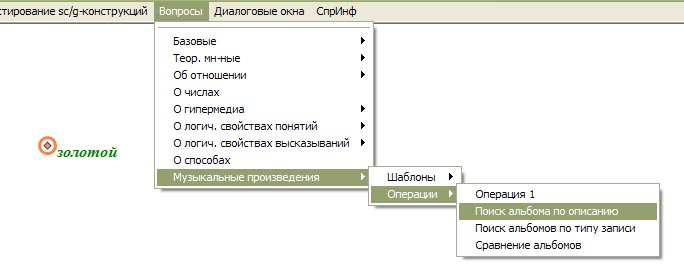 стирование sc/g-конструкций Вопросы Диалоговые окна СпрИнф
Базовые
Теор. мн-ные
Об отношении
О числах
О гипермедиа
О логич. свойствах понятий
О логич. свойствах высказываний
О способах
Музыкальные произведения
золотой
Шаблоны
Операции
Операция 1
Поиск альбома по описанию
Поиск альбомов по типу записи
Сравнение альбомов